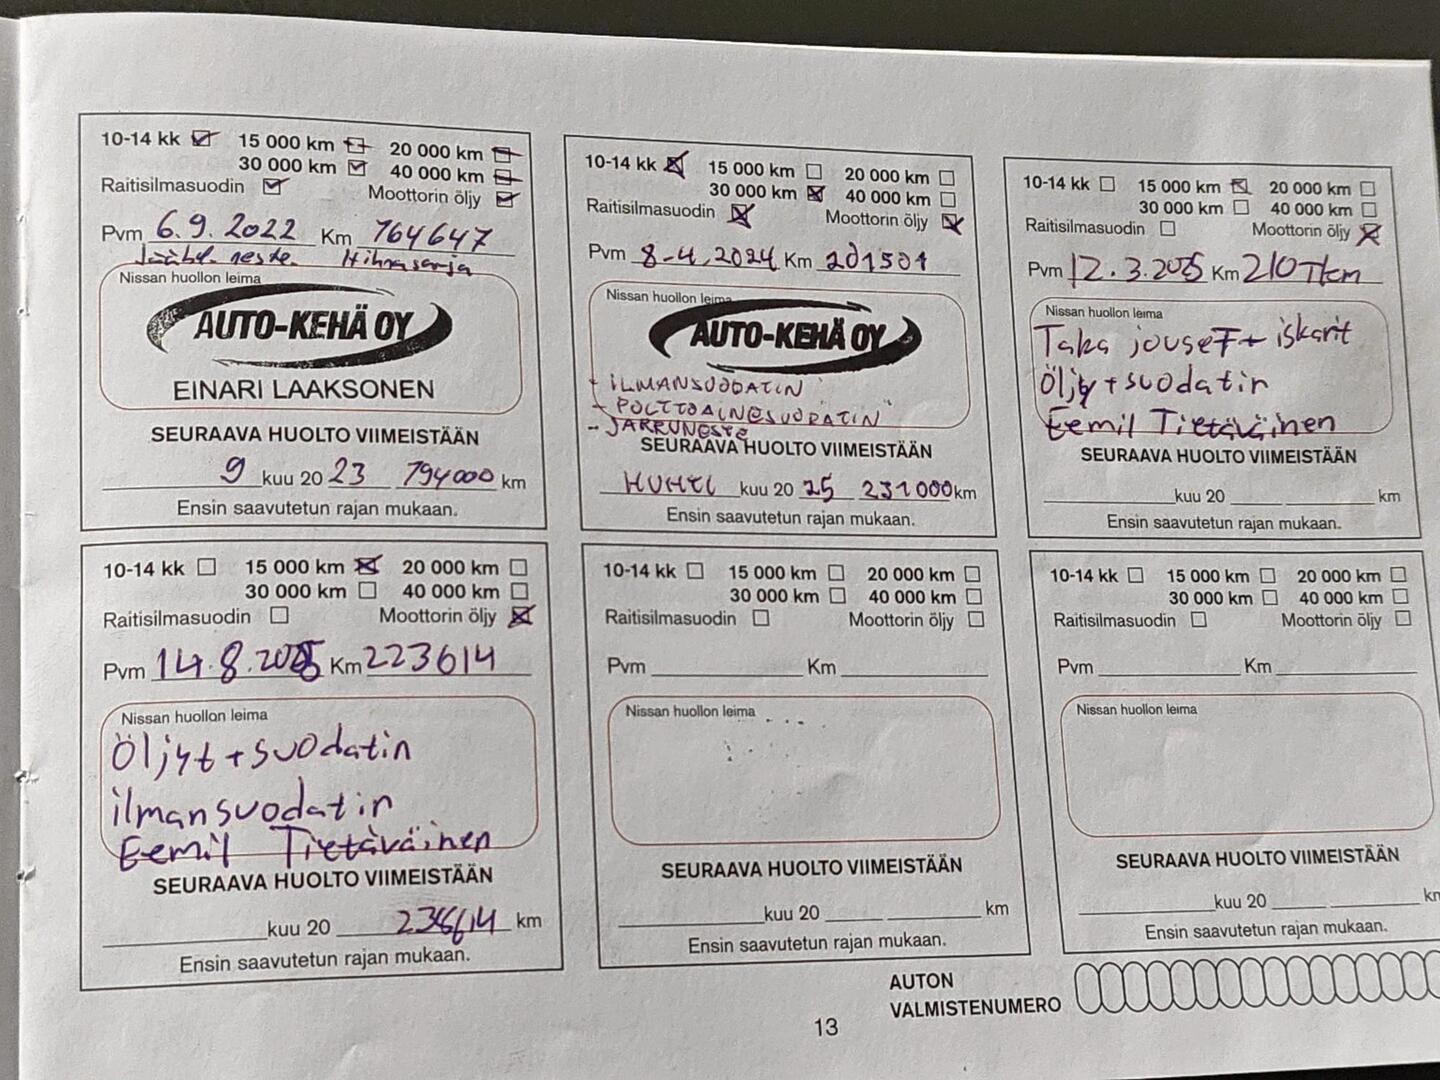 10-14 kk 15 000 km 20 000 km
30 000 km 40 000 km
Raitisilmasuodin Moottorin öljy
Pvm 6.9.2022 Km 164647
Jäähd. neste. Hihnasarja
Nissan huollon leima
AUTO-KEHÄ OY
EINARI LAAKSONEN
SEURAAVA HUOLTO VIIMEISTÄÄN
9 kuu 20 23 194000 km
Ensin saavutetun rajan mukaan.
10-14 kk 15 000 km 20 000 km
30 000 km 40 000 km
Raitisilmasuodin Moottorin öljy
Pvm 8-4.2024 Km 201501
Nissan huollon leima
AUTO-KEHÄ OY
- ILMANSUODATIN
- POLTTOAINESUODATIN
- JARRUNESTE
SEURAAVA HUOLTO VIIMEISTÄÄN
HUHTI kuu 20 25 231000 km
Ensin saavutetun rajan mukaan.
10-14 kk 15 000 km 20 000 km
30 000 km 40 000 km
Raitisilmasuodin Moottorin öljy
Pvm 12.3.2025 Km 210Tkm
Nissan huollon leima
Taka jouset + iskarit
Öljy + suodatin
Eemil Tietäväinen
SEURAAVA HUOLTO VIIMEISTÄÄN
kuu 20 km
Ensin saavutetun rajan mukaan.
10-14 kk 15 000 km 20 000 km
30 000 km 40 000 km
Raitisilmasuodin Moottorin öljy
Pvm 14.8.2025 Km 223614
Nissan huollon leima
Öljyt + suodatin
ilmansuodatin
Eemil Tietäväinen
SEURAAVA HUOLTO VIIMEISTÄÄN
kuu 20 km
Ensin saavutetun rajan mukaan.
10-14 kk 15 000 km 20 000 km
30 000 km 40 000 km
Raitisilmasuodin Moottorin öljy
Pvm Km
Nissan huollon leima
SEURAAVA HUOLTO VIIMEISTÄÄN
kuu 20 km
Ensin saavutetun rajan mukaan.
10-14 kk 15 000 km 20 000 km
30 000 km 40 000 km
Raitisilmasuodin Moottorin öljy
Pvm Km
Nissan huollon leima
SEURAAVA HUOLTO VIIMEISTÄÄN
kuu 20 km
Ensin saavutetun rajan mukaan.
AUTON
VALMISTENUMERO
13